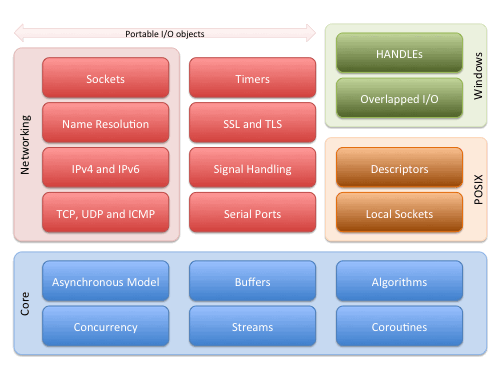 Portable I/O objects
Networking
Sockets
Name Resolution
IPv4 and IPv6
TCP, UDP and ICMP
Timers
SSL and TLS
Signal Handling
Serial Ports
Windows
HANDLEs
Overlapped I/O
POSIX
Descriptors
Local Sockets
Core
Asynchronous Model
Buffers
Algorithms
Concurrency
Streams
Coroutines